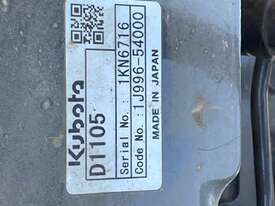 Kubota
D1105
Serial No.: 1KN6716
Code No.: 1J996-54000
MADE IN JAPAN